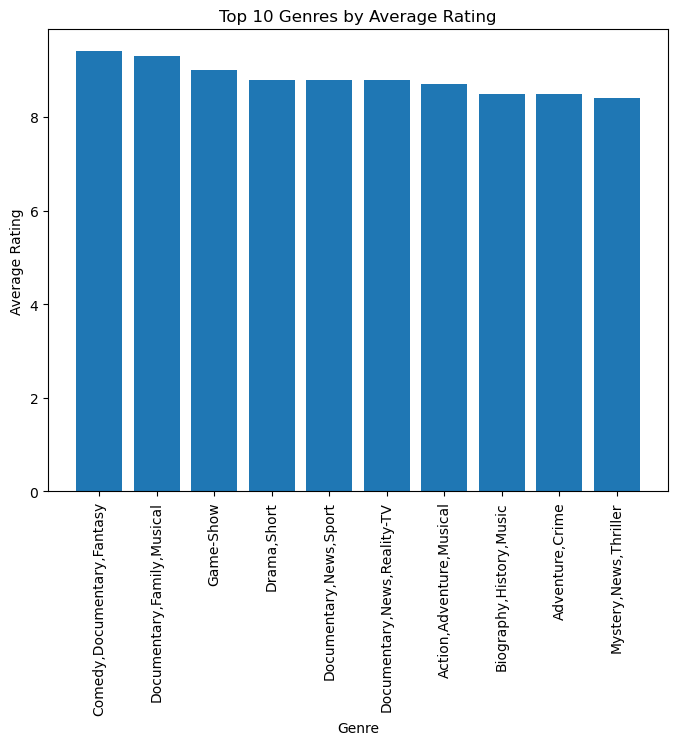 Top 10 Genres by Average Rating
Average Rating
8
6
4
2
0
Comedy,Documentary,Fantasy
Documentary,Family,Musical
Game-Show
Drama,Short
Documentary,News,Sport
Documentary,News,Reality-TV
Action,Adventure,Musical
Biography,History,Music
Adventure,Crime
Mystery,News,Thriller
Genre